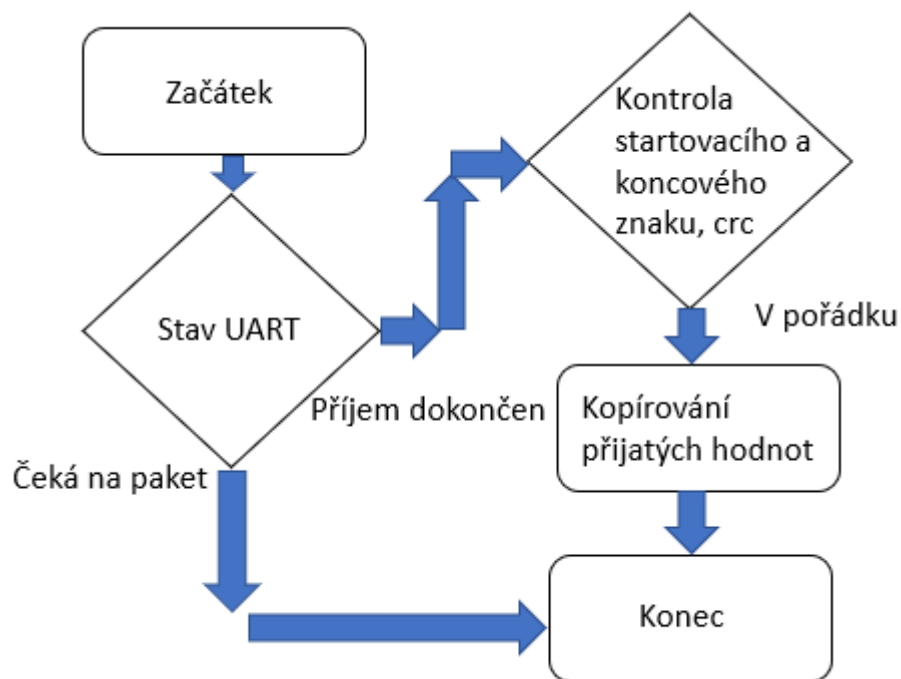 Začátek
Kontrola
startovacího a
koncového
znaku, crc
Stav UART
V pořádku
Příjem dokončen
Kopírování
přijatých hodnot
Čeká na paket
Konec